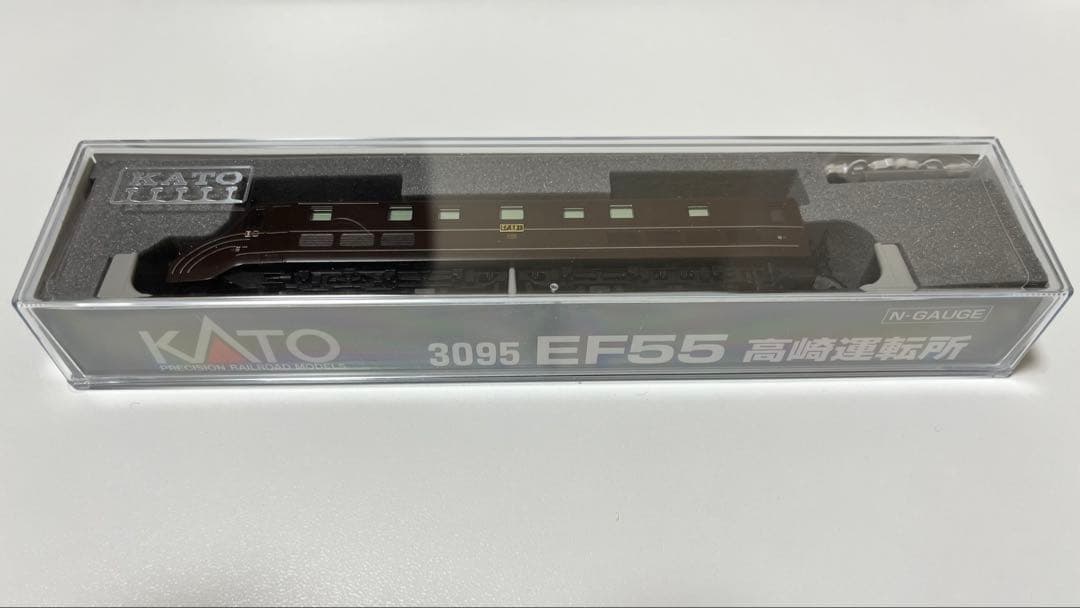 KATO
N-GAUGE
KATO
PRECISION RAILROAD MODELS
3095 EF55 高崎運転所